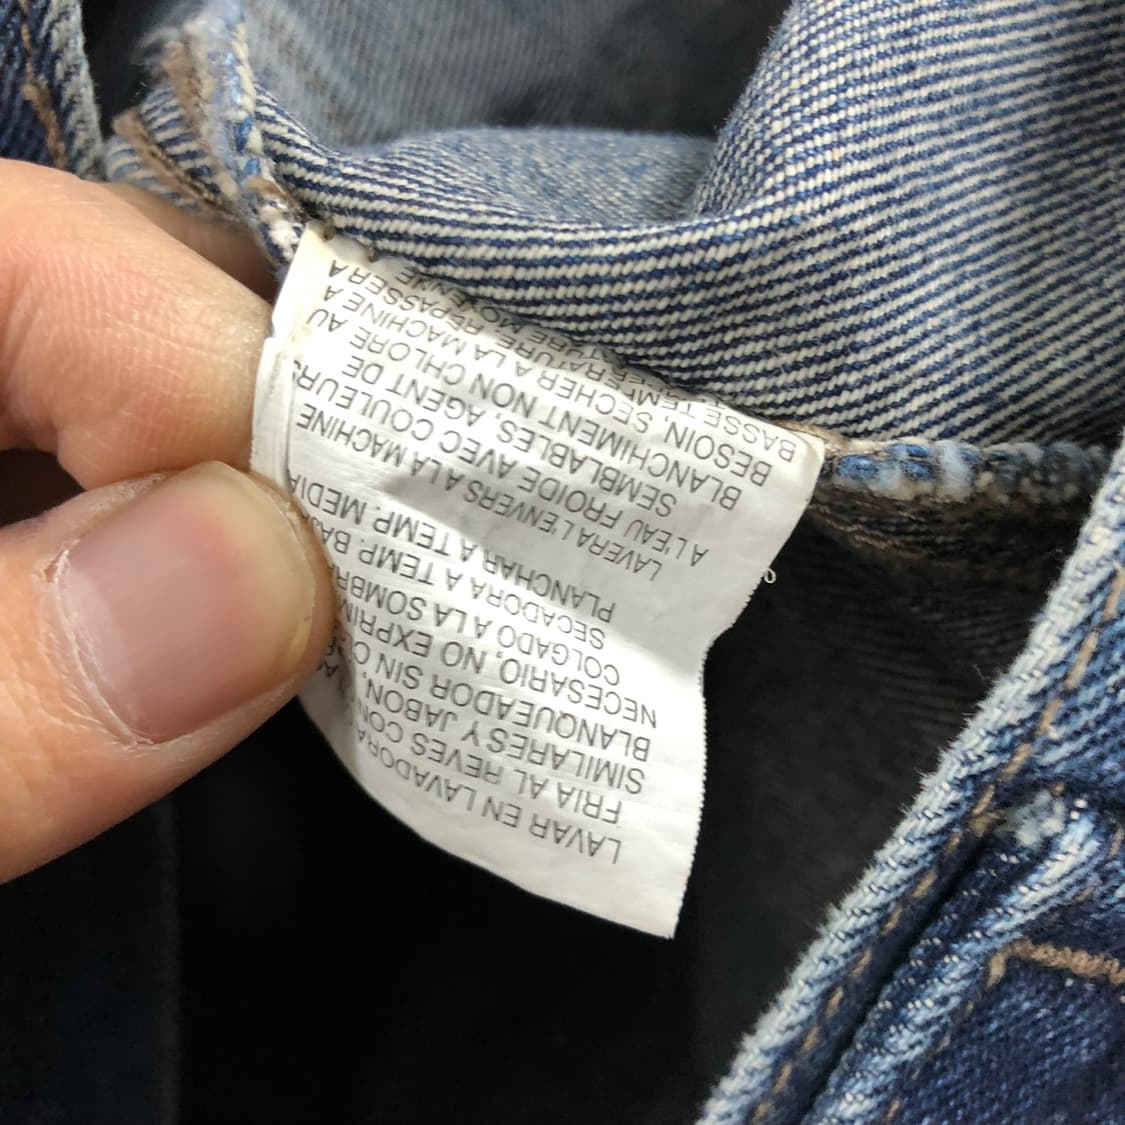 LAVAR EN LAVADORA
FRIA AL REVES CON
SIMILARES Y JABON,
BLANQUEADOR SIN
NECESARIO, NO EXPRIM
COLGADO A LA SOMBRA
SECADORA A TEMP. BAJ
PLANCHAR A TEMP. MEDIA
LAVER A L'ENVERS A LA MACHINE
A L'EAU FROIDE AVEC COULEURS
SEMBLABLES, AGENT DE
BLANCHIMENT NON CHLORE AU
BESOIN, SECHER A LA MACHINE A
BASSE TEMPERATURE REPASSER A